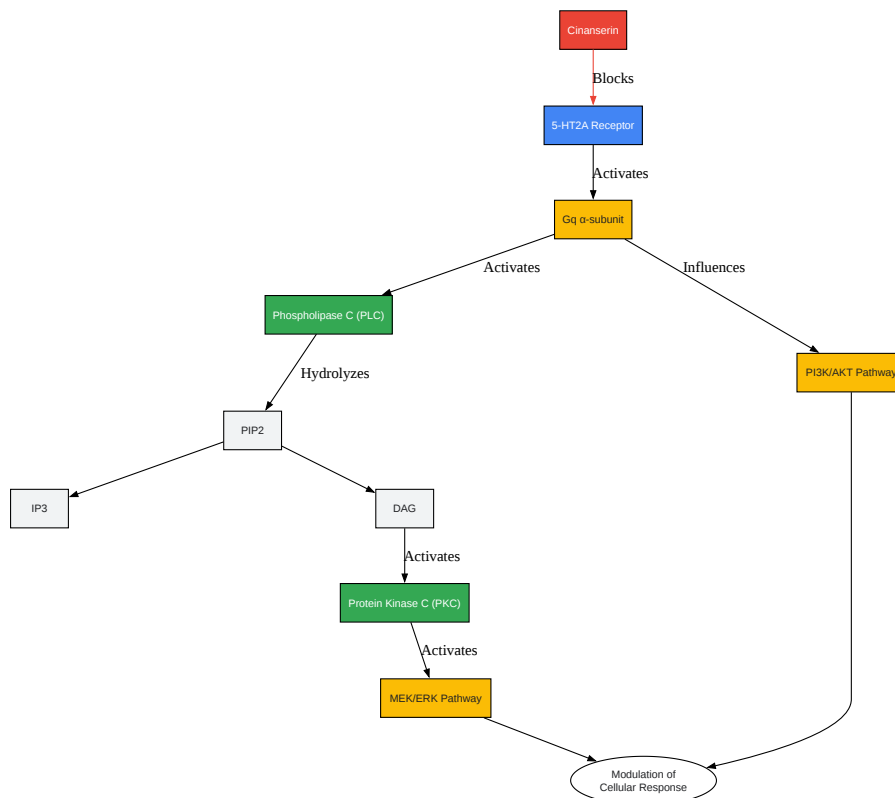 Cinanserin
Blocks
5-HT2A Receptor
Activates
Gq α-subunit
Activates
Influences
Phospholipase C (PLC)
Hydrolyzes
PI3K/AKT Pathway
PIP2
IP3
DAG
Activates
Protein Kinase C (PKC)
Activates
MEK/ERK Pathway
Modulation of
Cellular Response